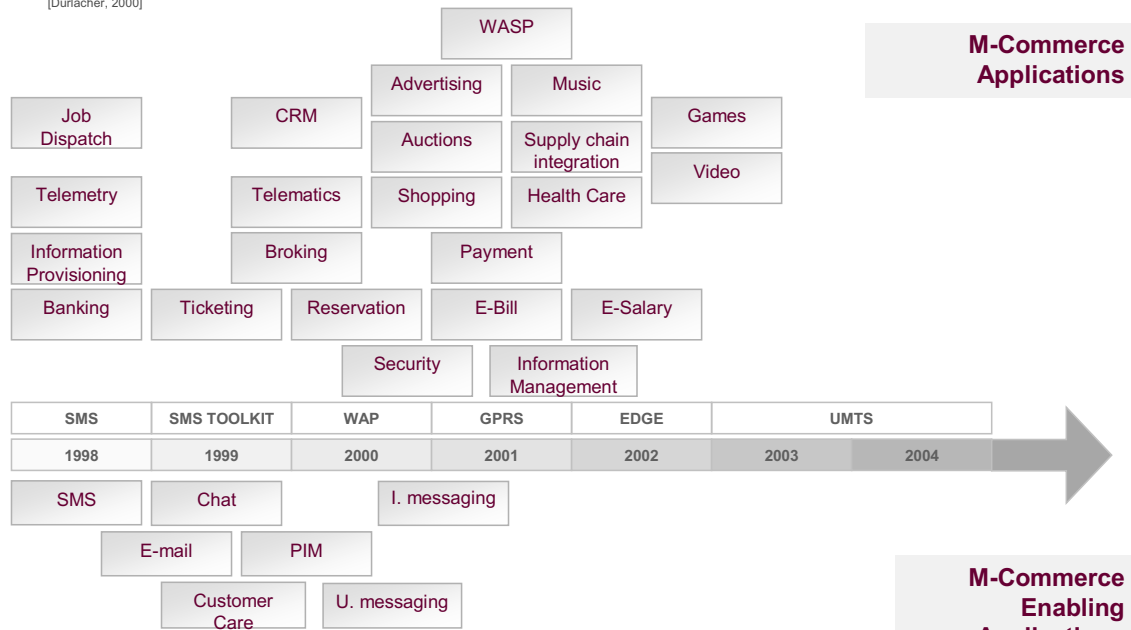 [Durlacher, 2000]
WASP
M-Commerce
Applications
Advertising
Music
Job
Dispatch
CRM
Games
Auctions
Supply chain
integration
Video
Telemetry
Telematics
Shopping
Health Care
Information
Provisioning
Broking
Payment
Banking
Ticketing
Reservation
E-Bill
E-Salary
Security
Information
Management
SMS
SMS TOOLKIT
WAP
GPRS
EDGE
UMTS
1998
1999
2000
2001
2002
2003
2004
SMS
Chat
I. messaging
E-mail
PIM
M-Commerce
Enabling
Applications
Customer
Care
U. messaging